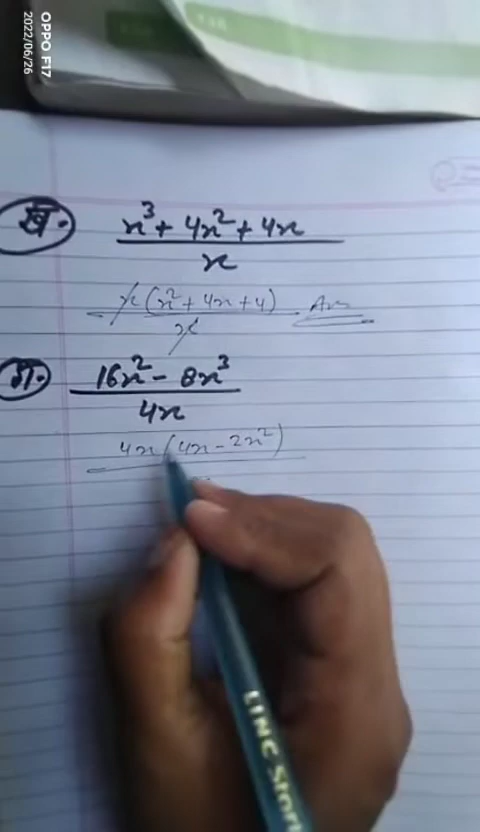 OPPO F17
2022/06/26
ख. x³ + 4x² + 4x / x
x(x² + 4x + 4) / x Ans
ग. 16x² - 8x³ / 4x
4x(4x - 2x²)
LINC